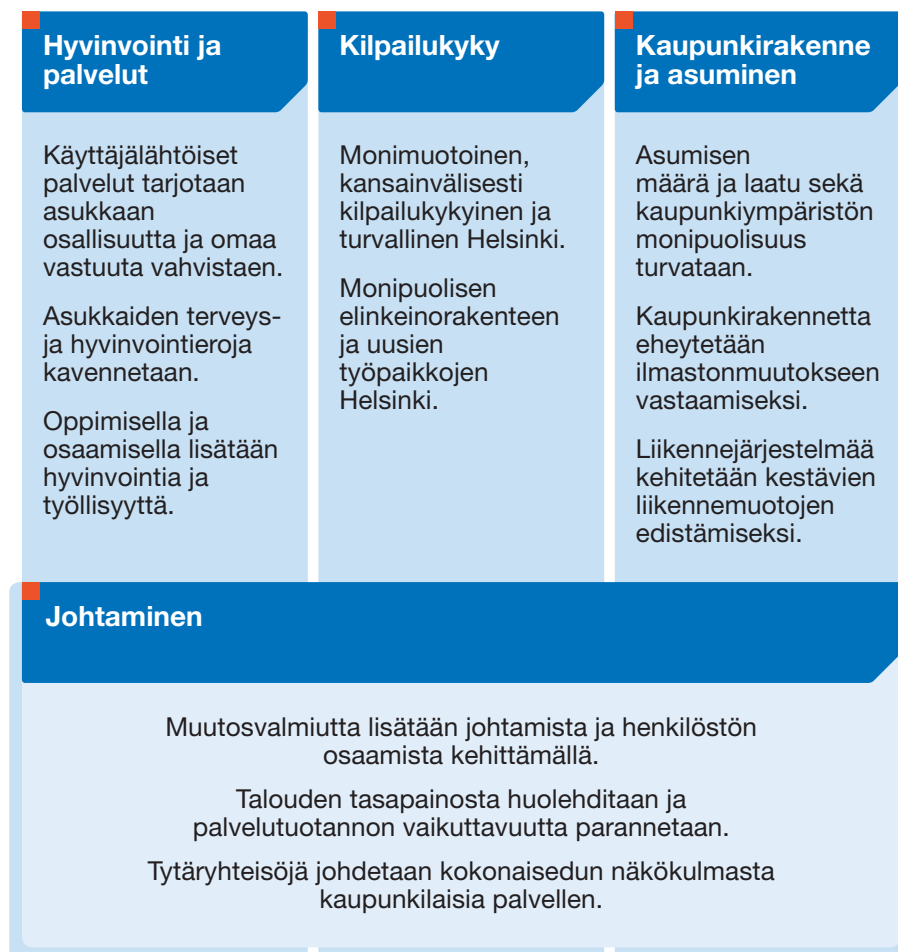 Hyvinvointi ja
palvelut
Käyttäjälähtöiset
palvelut tarjotaan
asukkaan
osallisuutta ja omaa
vastuuta vahvistaen.
Asukkaiden terveys-
ja hyvinvointieroja
kavennetaan.
Oppimisella ja
osaamisella lisätään
hyvinvointia ja
työllisyyttä.
Kilpailukyky
Monimuotoinen,
kansainvälisesti
kilpailukykyinen ja
turvallinen Helsinki.
Monipuolisen
elinkeinorakenteen
ja uusien
työpaikkojen
Helsinki.
Kaupunkirakenne
ja asuminen
Asumisen
määrä ja laatu sekä
kaupunkiympäristön
monipuolisuus
turvataan.
Kaupunkirakennetta
eheytetään
ilmastonmuutokseen
vastaamiseksi.
Liikennejärjestelmää
kehitetään kestävien
liikennemuotojen
edistämiseksi.
Johtaminen
Muutosvalmiutta lisätään johtamista ja henkilöstön
osaamista kehittämällä.
Talouden tasapainosta huolehditaan ja
palvelutuotannon vaikuttavuutta parannetaan.
Tytäryhteisöjä johdetaan kokonaisedun näkökulmasta
kaupunkilaisia palvellen.